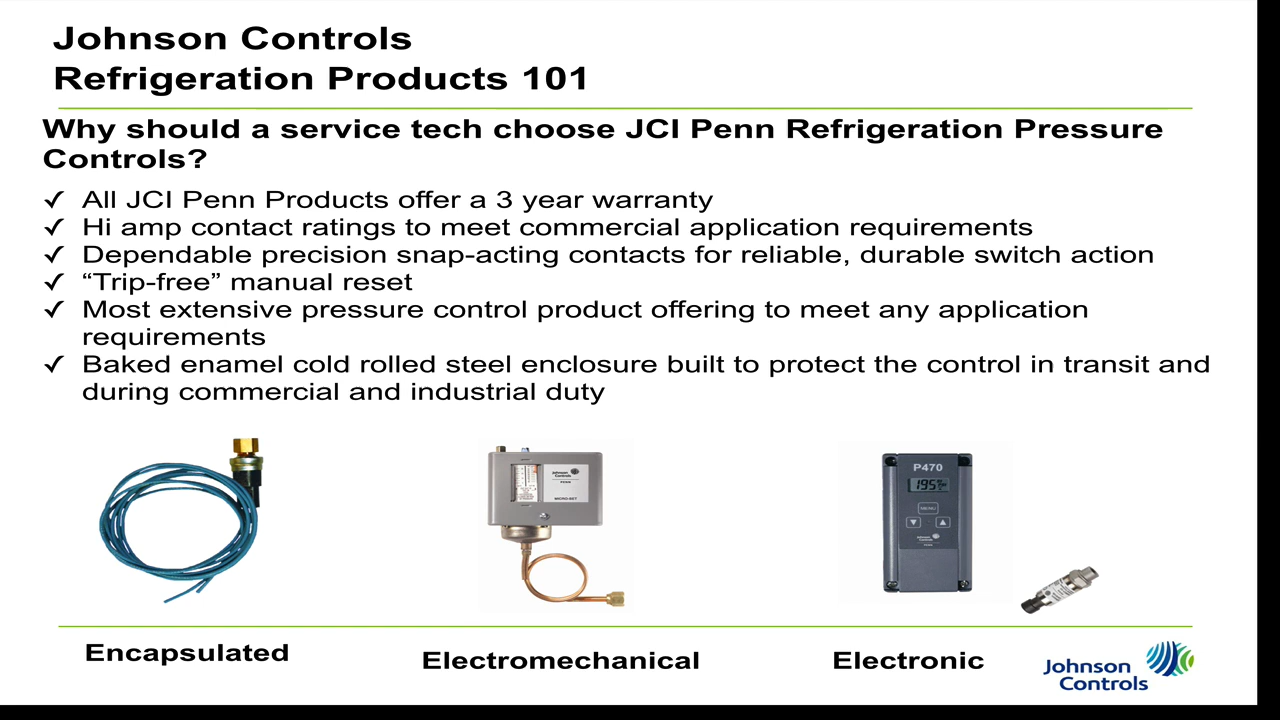 Johnson Controls
Refrigeration Products 101
Why should a service tech choose JCI Penn Refrigeration Pressure
Controls?
✓ All JCI Penn Products offer a 3 year warranty
✓ Hi amp contact ratings to meet commercial application requirements
✓ Dependable precision snap-acting contacts for reliable, durable switch action
✓ “Trip-free” manual reset
✓ Most extensive pressure control product offering to meet any application
requirements
✓ Baked enamel cold rolled steel enclosure built to protect the control in transit and
during commercial and industrial duty
Johnson
Controls
PENN
P470
195
Johnson
Controls
Encapsulated
Electromechanical
Electronic
Johnson
Controls